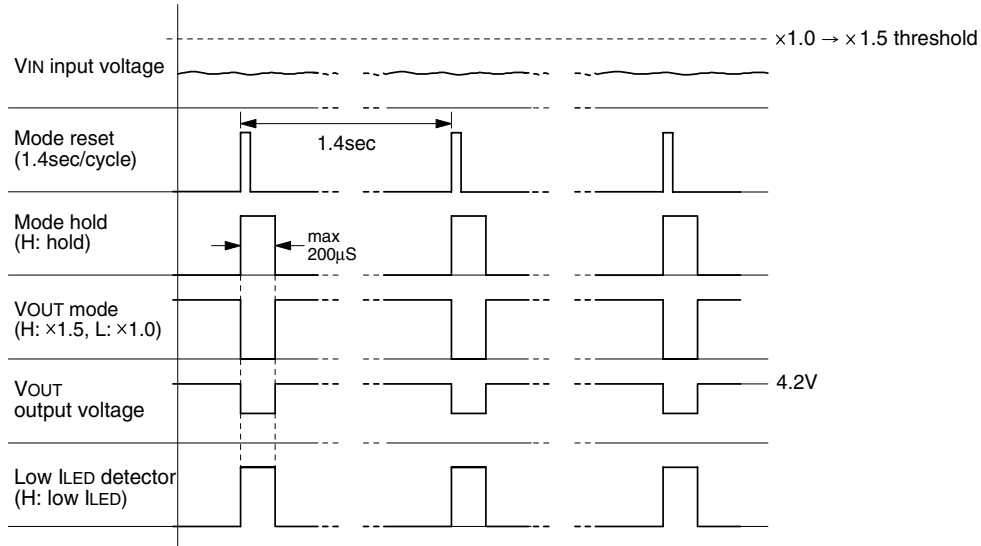 ×1.0 → ×1.5 threshold
VIN input voltage
Mode reset
(1.4sec/cycle)
1.4sec
Mode hold
(H: hold)
max
200µS
VOUT mode
(H: ×1.5, L: ×1.0)
VOUT
output voltage
4.2V
Low ILED detector
(H: low ILED)